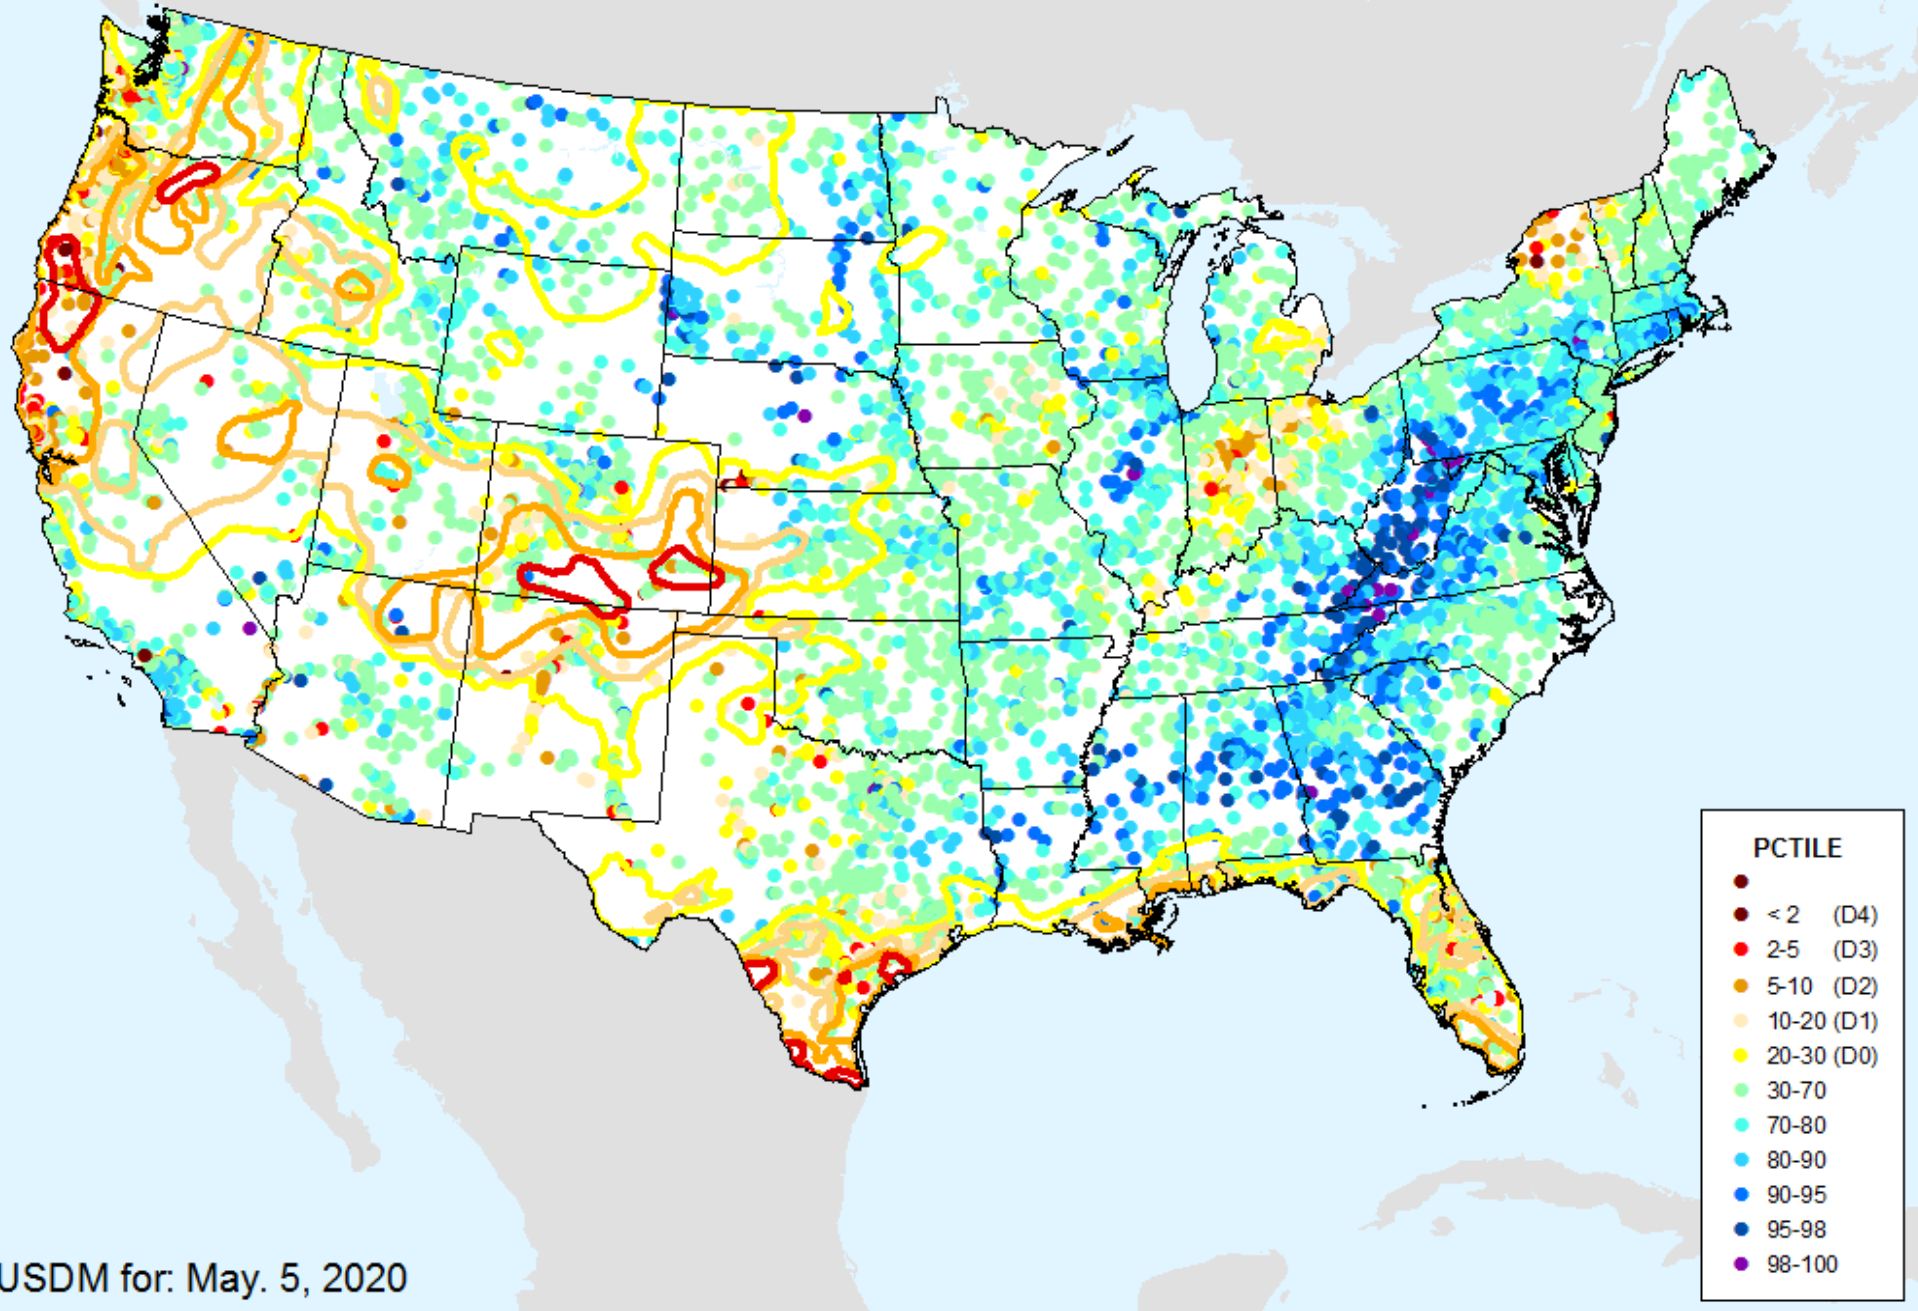 PCTILE
< 2 (D4)
2-5 (D3)
5-10 (D2)
10-20 (D1)
20-30 (D0)
30-70
70-80
80-90
90-95
95-98
98-100
USDM for: May. 5, 2020